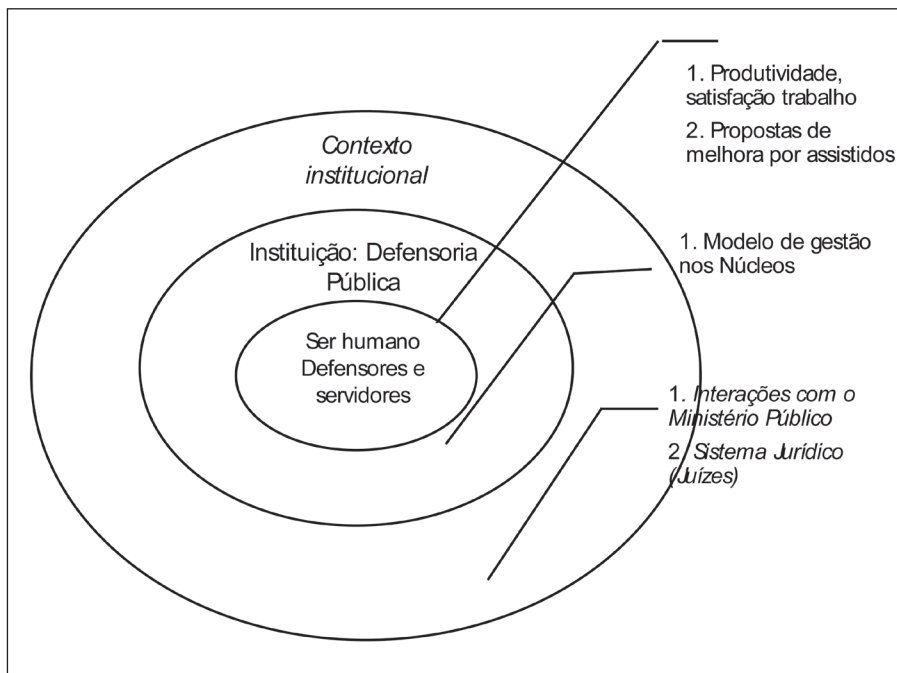 1. Produtividade,
satisfação trabalho
2. Propostas de
melhora por assistidos
Contexto
institucional
Instituição: Defensoria
Pública
1. Modelo de gestão
nos Núcleos
Ser humano
Defensores e
servidores
1. Interações com o
Ministério Público
2. Sistema Jurídico
(Juízes)